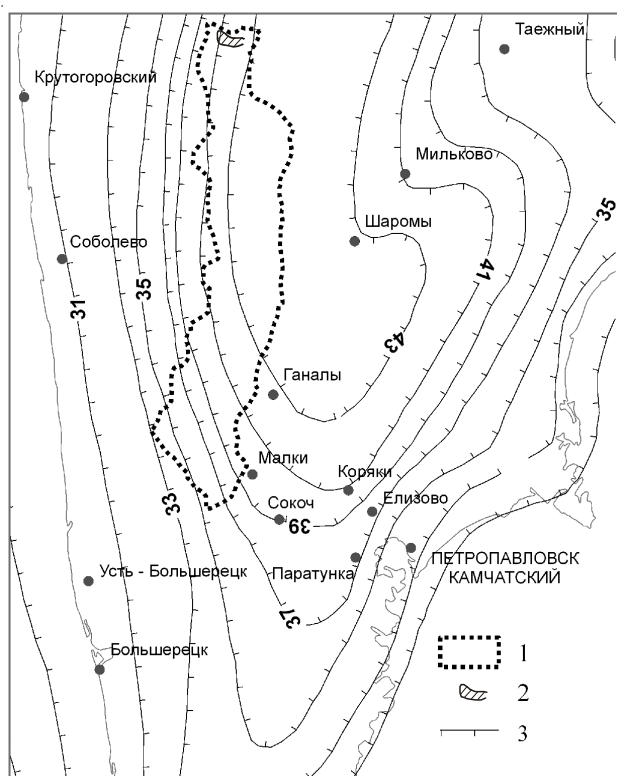 Таежный
Крутогоровский
Мильково
35
Шаромы
Соболево
41
35
31
43
Ганалы
Малки
Коряки
33
Сокоч
Елизово
39
ПЕТРОПАВЛОВСК
КАМЧАТСКИЙ
Усть - Большерецк
Паратунка
37
Большерецк
1
2
3